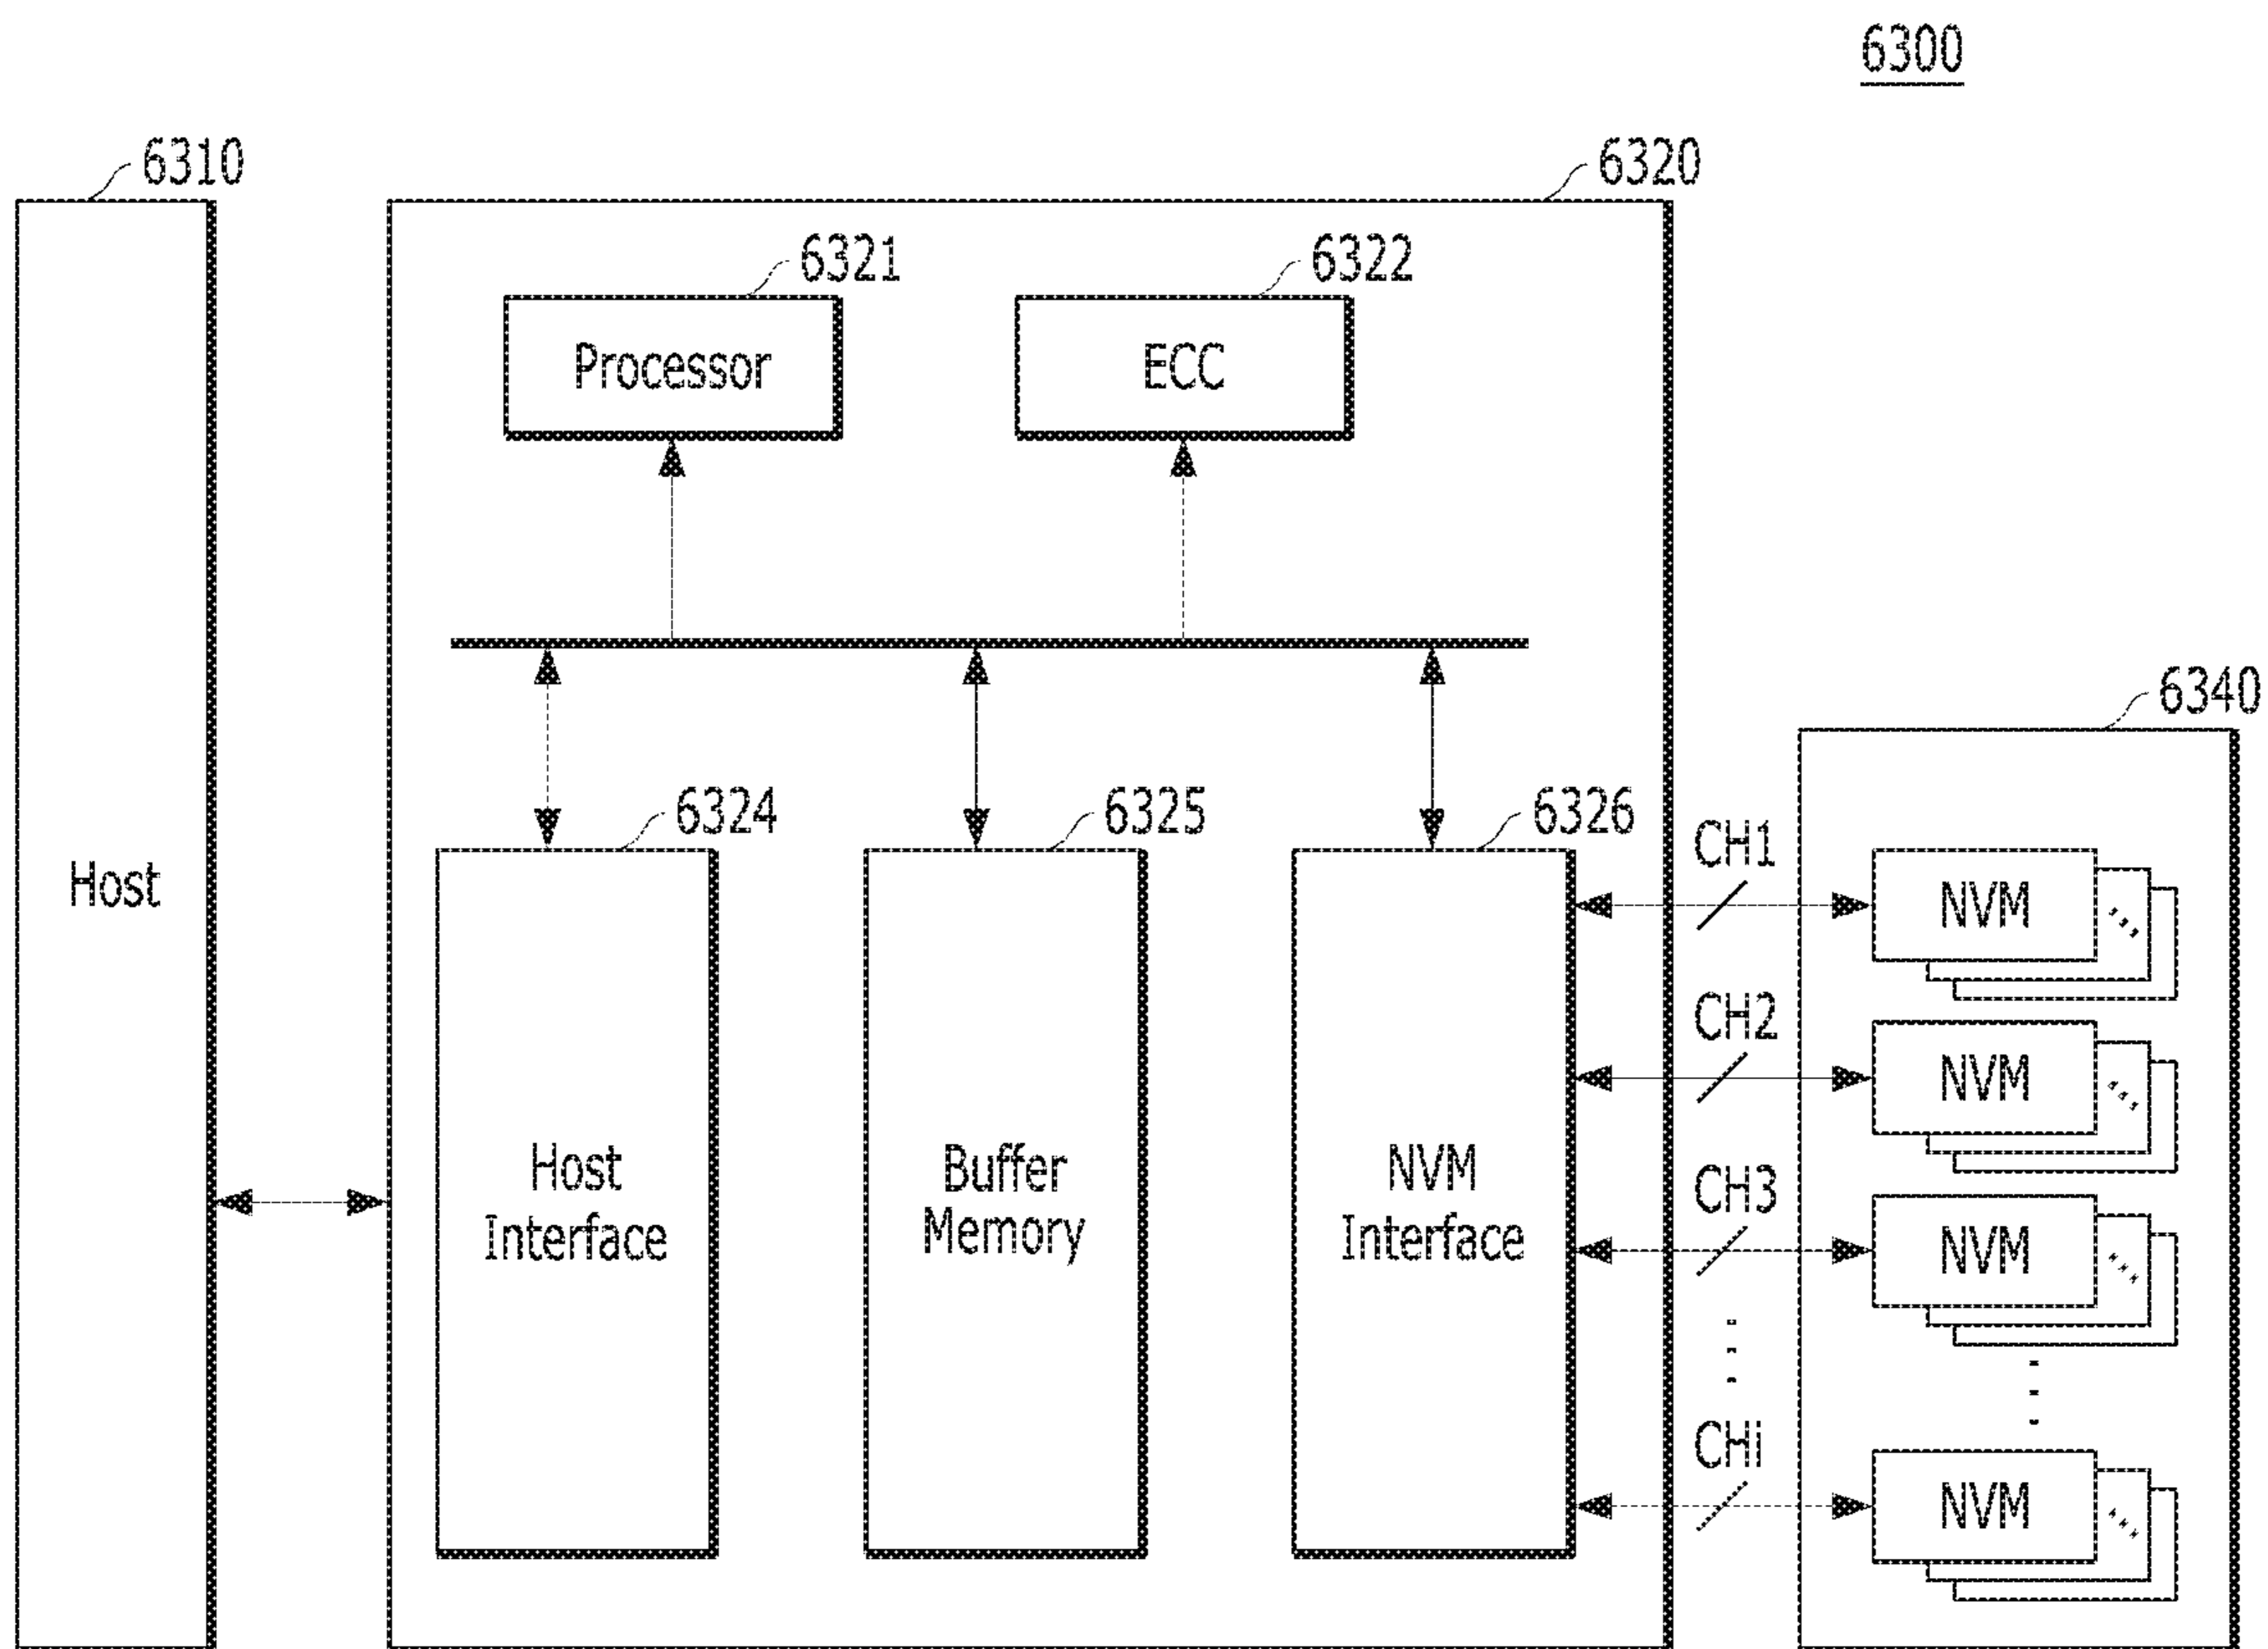 6300
6310
6320
6321
6322
Processor
ECC
6340
6324
6325
6326
CH1
Host
NVM
CH2
NVM
Host
Interface
Buffer
Memory
NVM
Interface
CH3
NVM
CHi
NVM